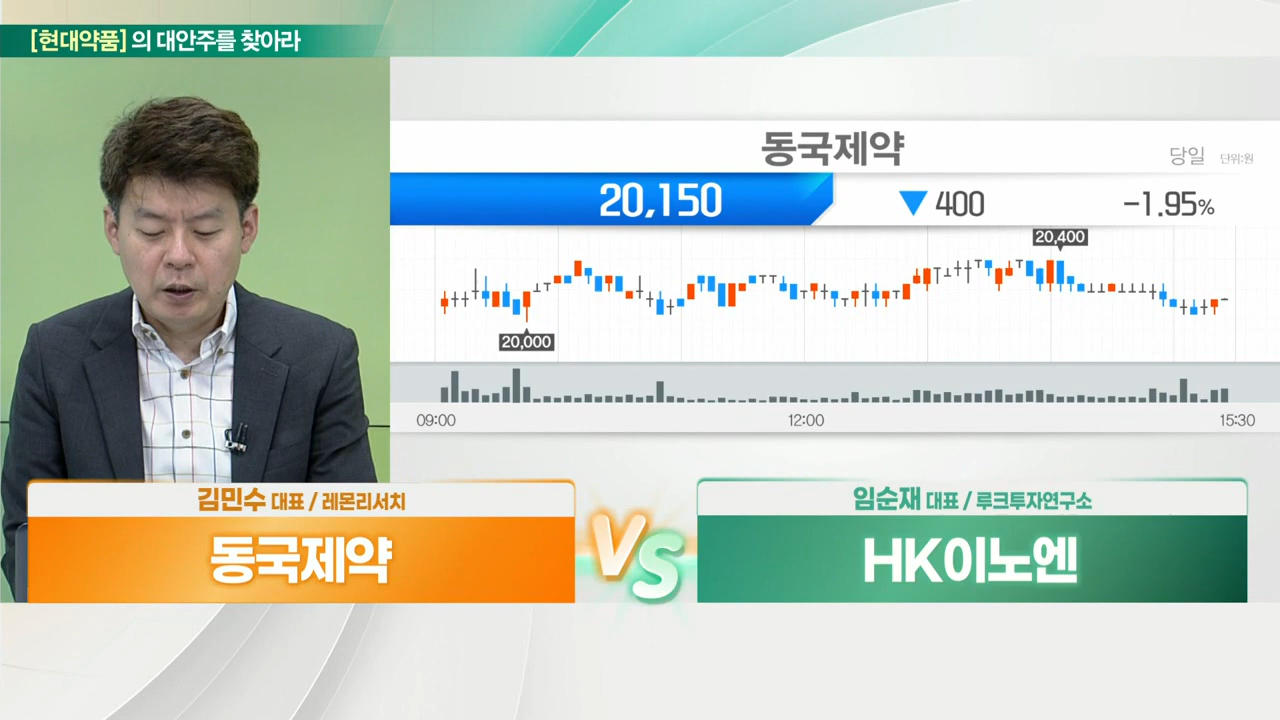 [현대약품]의 대안주를 찾아라
동국제약
당일 단위:원
20,150 ▼400 -1.95%
20,400
20,000
09:00 12:00 15:30
김민수 대표 / 레몬리서치
동국제약
VS
임순재 대표 / 루크투자연구소
HK이노엔